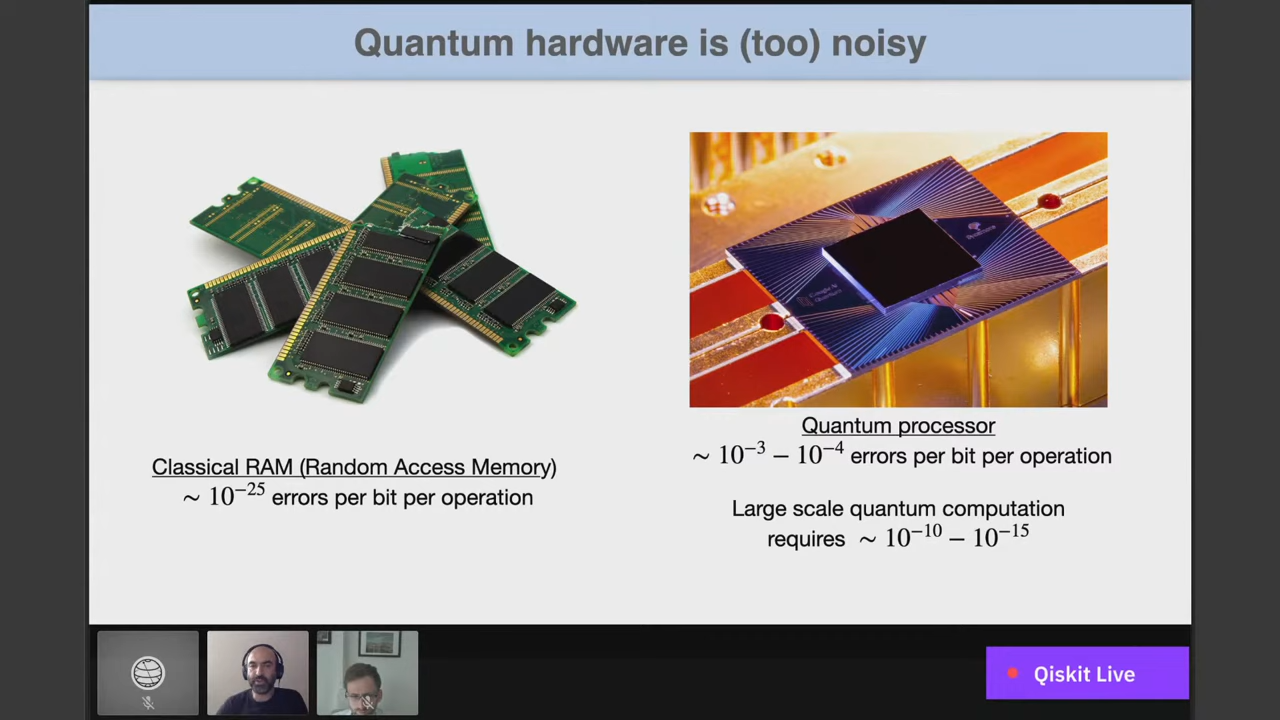 Quantum hardware is (too) noisy
Classical RAM (Random Access Memory)
∼ 10⁻²⁵ errors per bit per operation
Quantum processor
∼ 10⁻³ − 10⁻⁴ errors per bit per operation
Large scale quantum computation
requires ∼ 10⁻¹⁰ − 10⁻¹⁵
Qiskit Live